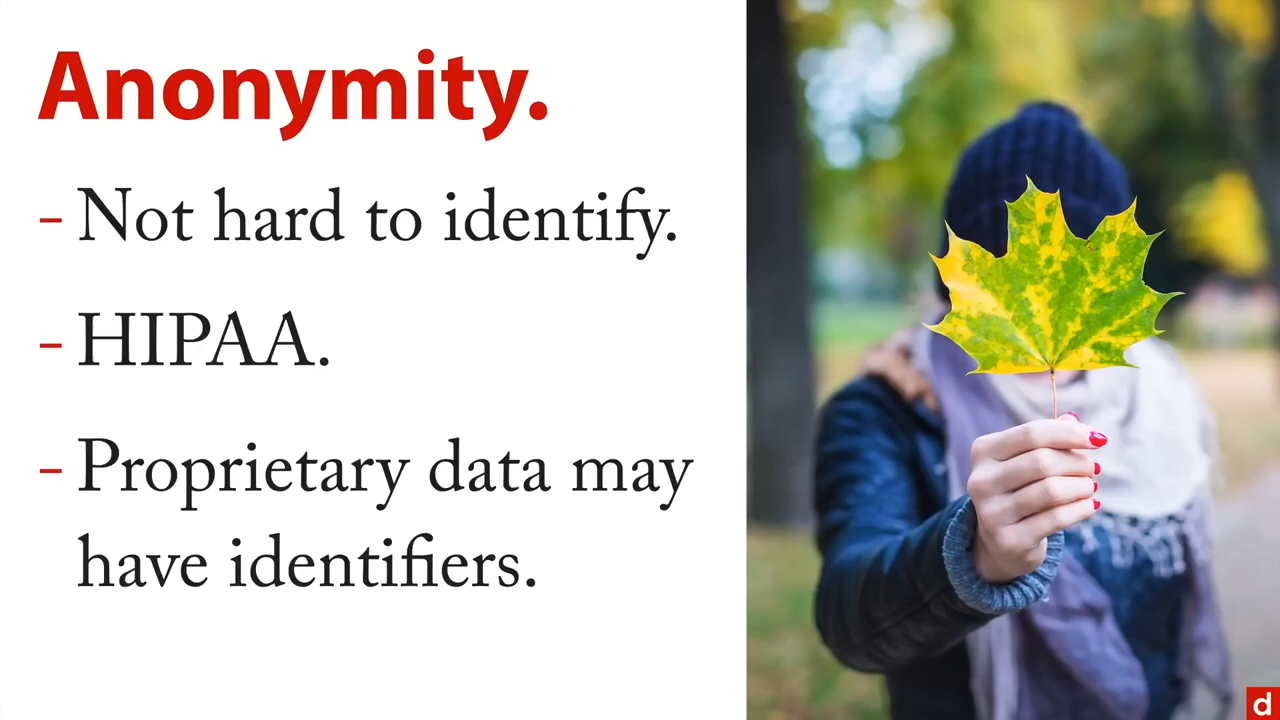 Anonymity.
- Not hard to identify.
- HIPAA.
- Proprietary data may
have identifiers.
d